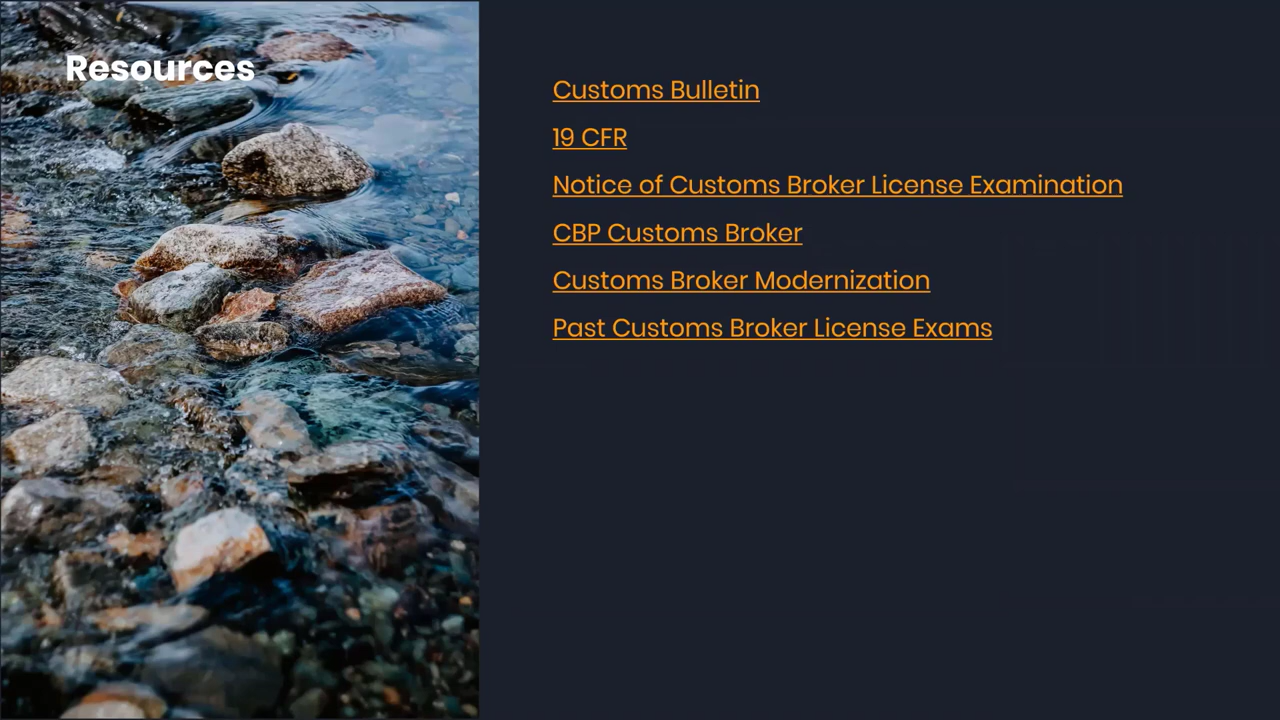 Resources
Customs Bulletin
19 CFR
Notice of Customs Broker License Examination
CBP Customs Broker
Customs Broker Modernization
Past Customs Broker License Exams